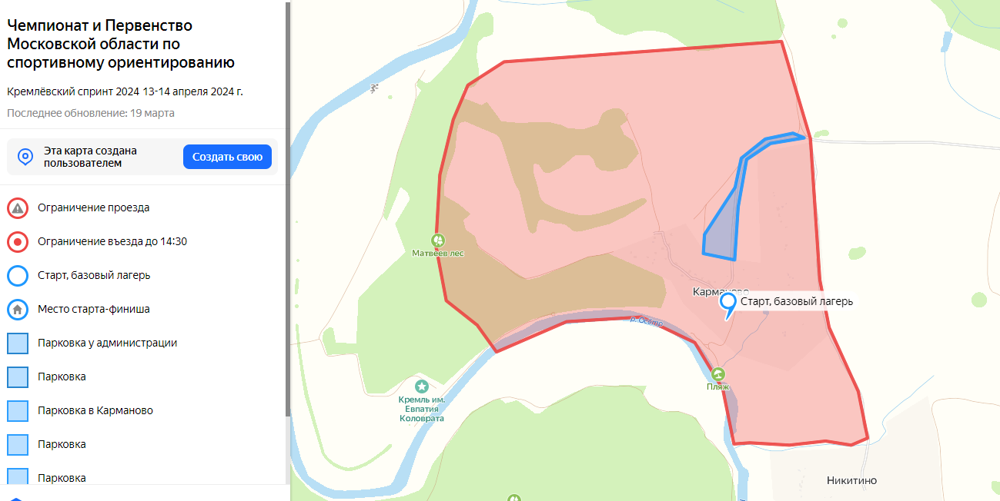 Чемпионат и Первенство
Московской области по
спортивному ориентированию
Кремлёвский спринт 2024 13-14 апреля 2024 г.
Последнее обновление: 19 марта
Эта карта создана
пользователем
Создать свою
Ограничение проезда
Ограничение въезда до 14:30
Старт, базовый лагерь
Место старта-финиша
Парковка у администрации
Парковка
Парковка в Карманово
Парковка
Парковка
Матвеев лес
Карманово
Старт, базовый лагерь
р. Осётр
Пляж
Кремль им.
Евпатия
Коловрата
Никитино